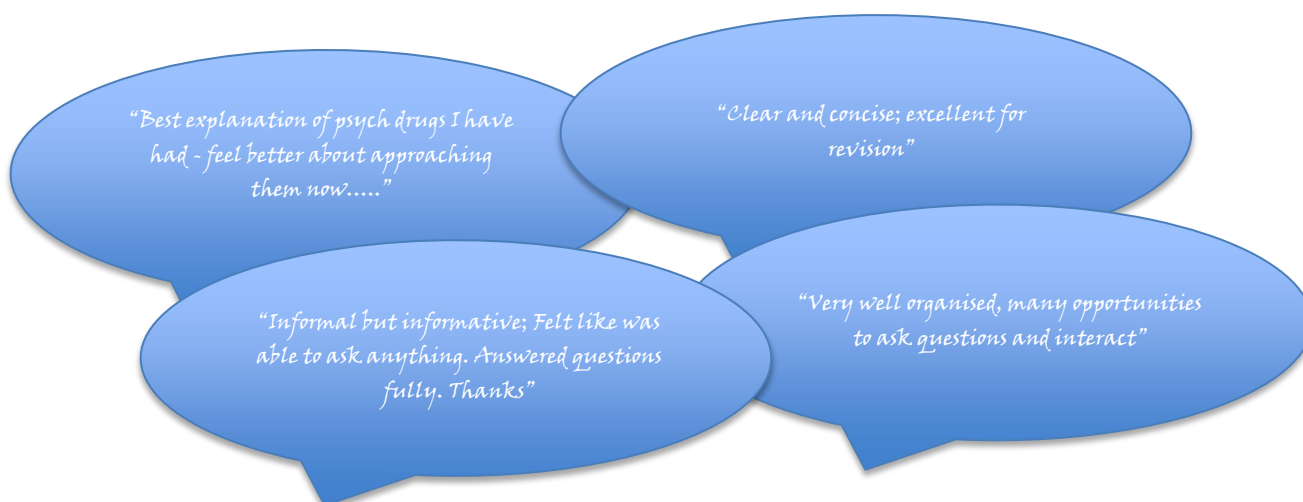 “Best explanation of psych drugs I have
had - feel better about approaching
them now.....”
“Clear and concise; excellent for
revision”
“Informal but informative; Felt like was
able to ask anything. Answered questions
fully. Thanks”
“Very well organised, many opportunities
to ask questions and interact”